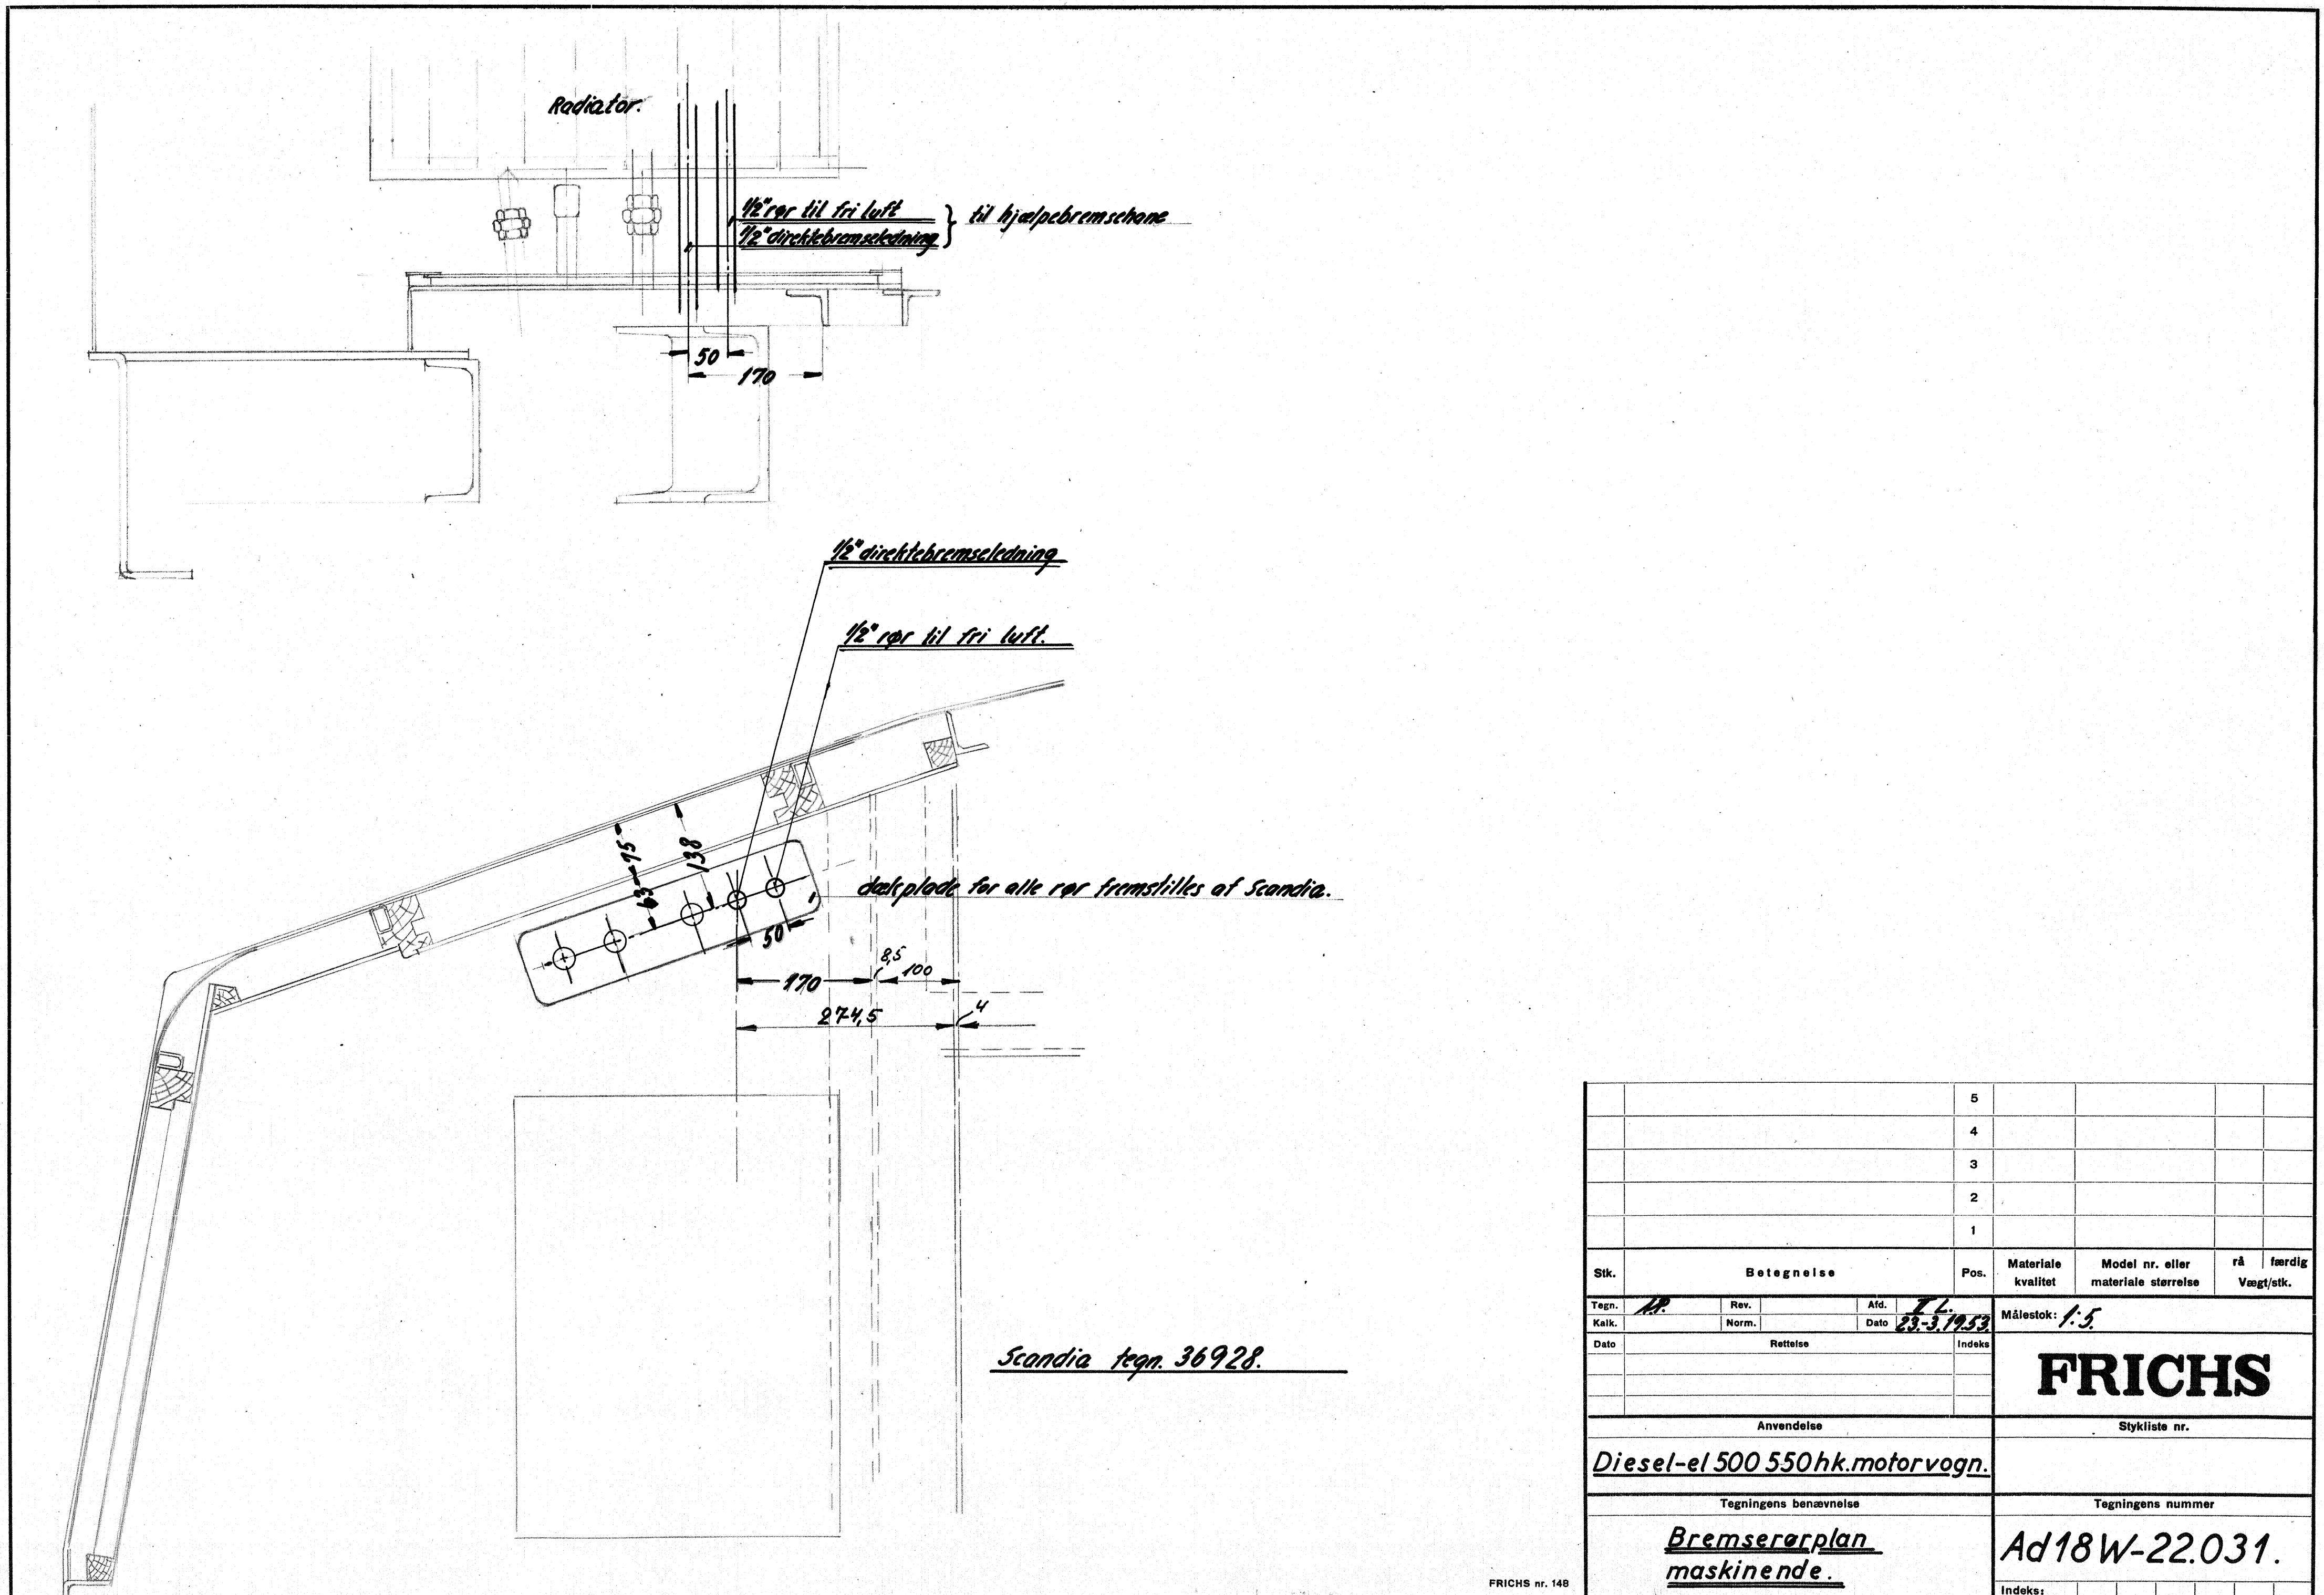 Radiator.
1/2" rør til fri luft
1/2" direktebremseledning
} til hjælpebremsehane
50
170
1/2" direktebremseledning
1/2" rør til fri luft.
75
138
63
dækplade for alle rør fremstilles af Scandia.
50
8,5
170
100
274,5
4
Scandia tegn. 36928.
5
4
3
2
1
Stk. Betegnelse Pos. Materiale kvalitet Model nr. eller materiale størrelse rå færdig Vægt/stk.
Tegn. Rev. Afd. I L. Målestok: 1:5.
Kalk. Norm. Dato 23.-3.1953.
Dato Rettelse Indeks
FRICHS
Anvendelse Stykliste nr.
Diesel-el 500 550hk.motorvogn.
Tegningens benævnelse Tegningens nummer
Bremserørplan
maskinende.
Ad18W-22.031.
FRICHS nr. 148
Indeks: